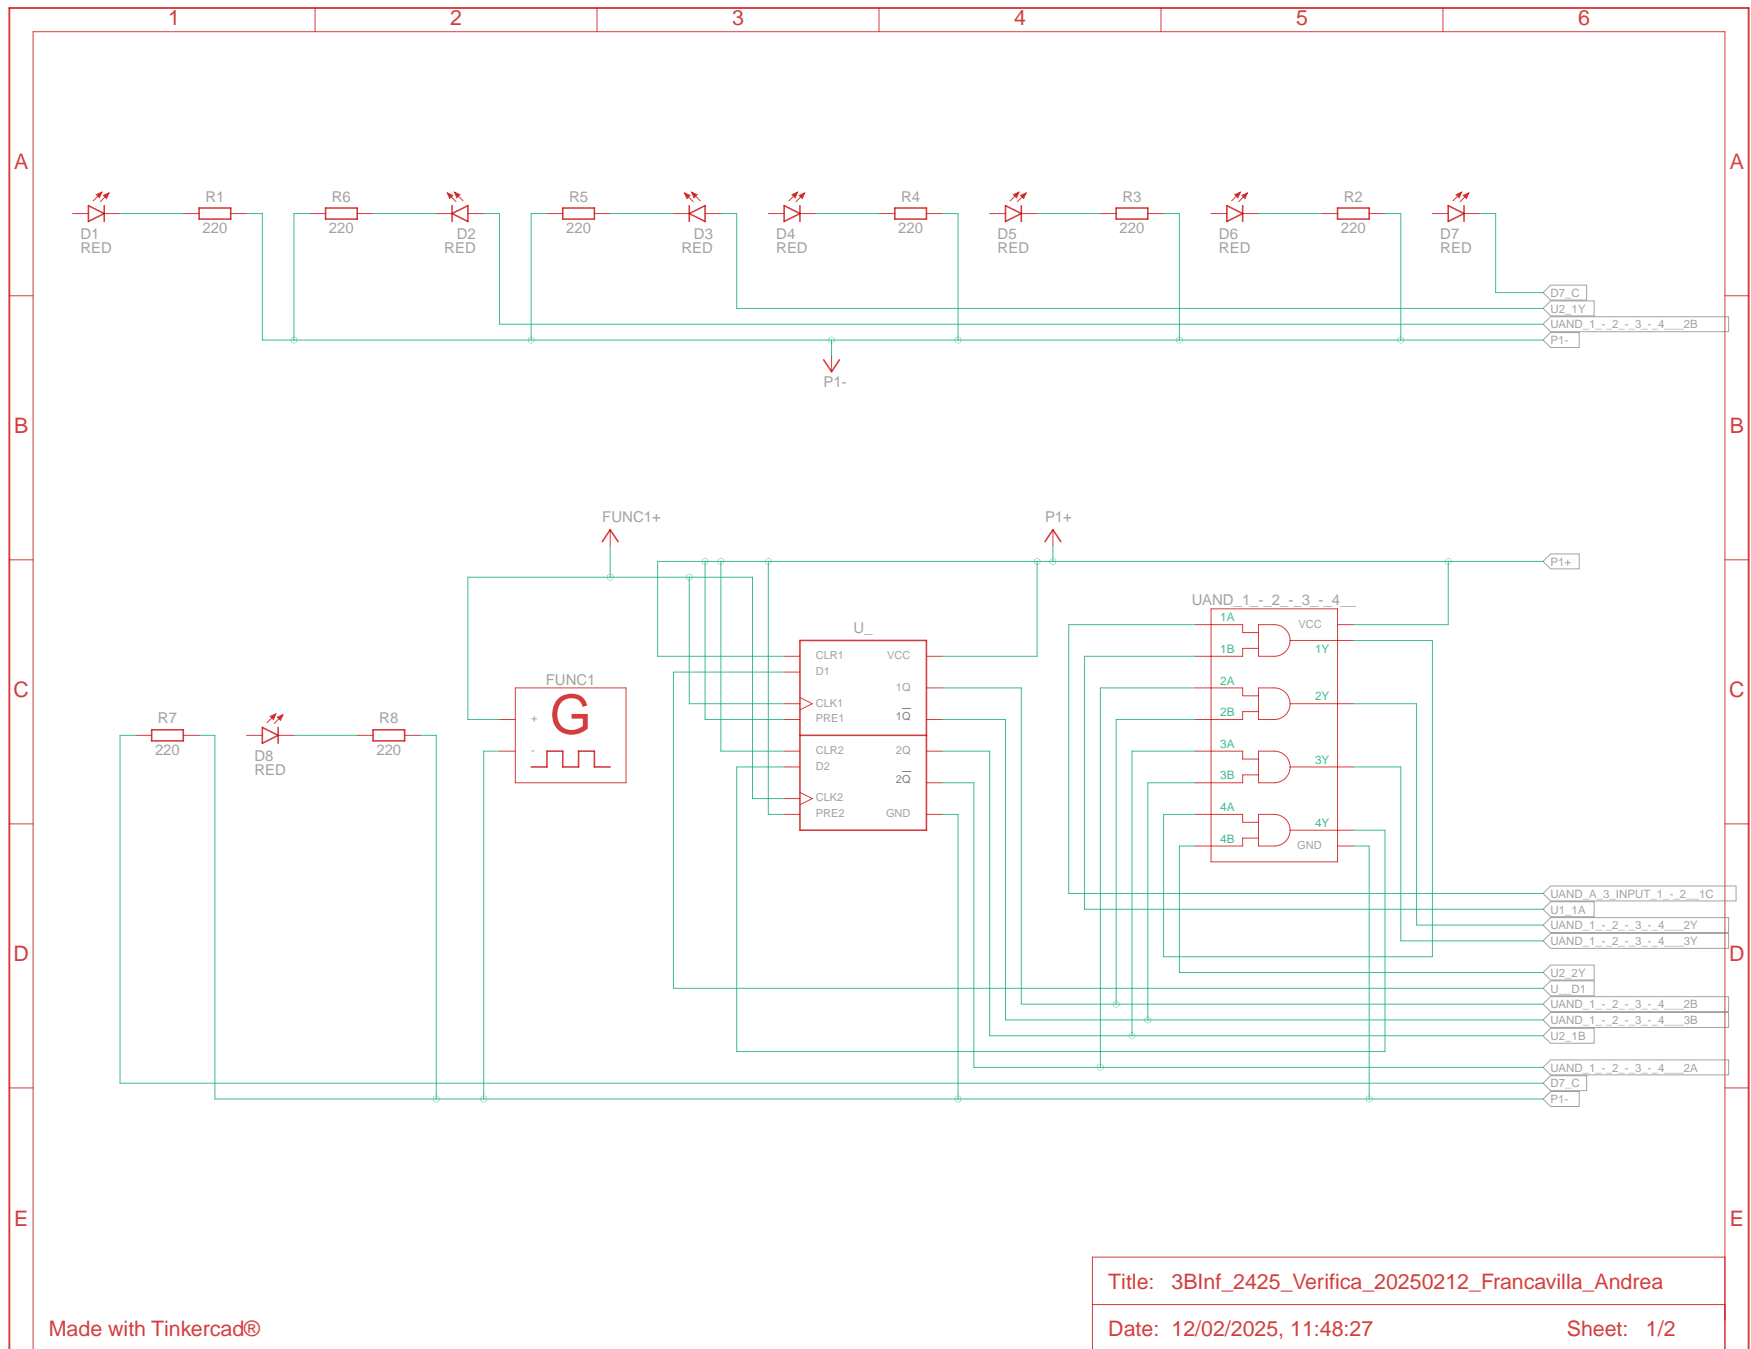 1 2 3 4 5 6
A A
R1 R6 R5 R4 R3 R2
220 220 220 220 220 220
D1 D2 D3 D4 D5 D6 D7
RED RED RED RED RED RED RED
D7_C
U2_1Y
UAND_1_-_2_-_3_-_4___2B
P1-
P1-
B B
FUNC1+ P1+
P1+
UAND_1_-_2_-_3_-_4__
1A VCC
1B 1Y
2A 2Y
2B
3A 3Y
3B
4A 4Y
4B GND
U_
CLR1 VCC
D1
1Q
CLK1
PRE1 1Q
CLR2 2Q
D2
2Q
CLK2
PRE2 GND
FUNC1
+ G
-
C C
R7 R8
220 220
D8
RED
UAND_A_3_INPUT_1_-_2__1C
U1_1A
UAND_1_-_2_-_3_-_4___2Y
UAND_1_-_2_-_3_-_4___3Y
D D
U2_2Y
U__D1
UAND_1_-_2_-_3_-_4___2B
UAND_1_-_2_-_3_-_4___3B
U2_1B
UAND_1_-_2_-_3_-_4___2A
D7_C
P1-
E E
Title: 3BInf_2425_Verifica_20250212_Francavilla_Andrea
Made with Tinkercad®
Date: 12/02/2025, 11:48:27 Sheet: 1/2